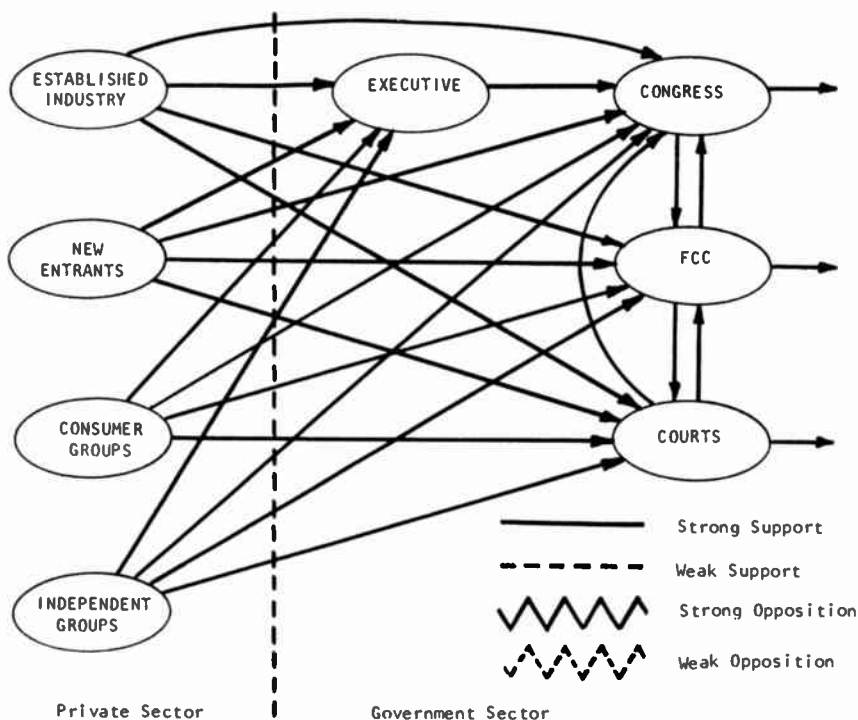 ESTABLISHED
INDUSTRY
EXECUTIVE
CONGRESS
NEW
ENTRANTS
FCC
CONSUMER
GROUPS
COURTS
INDEPENDENT
GROUPS
Strong Support
Weak Support
Strong Opposition
Weak Opposition
Private Sector
Government Sector